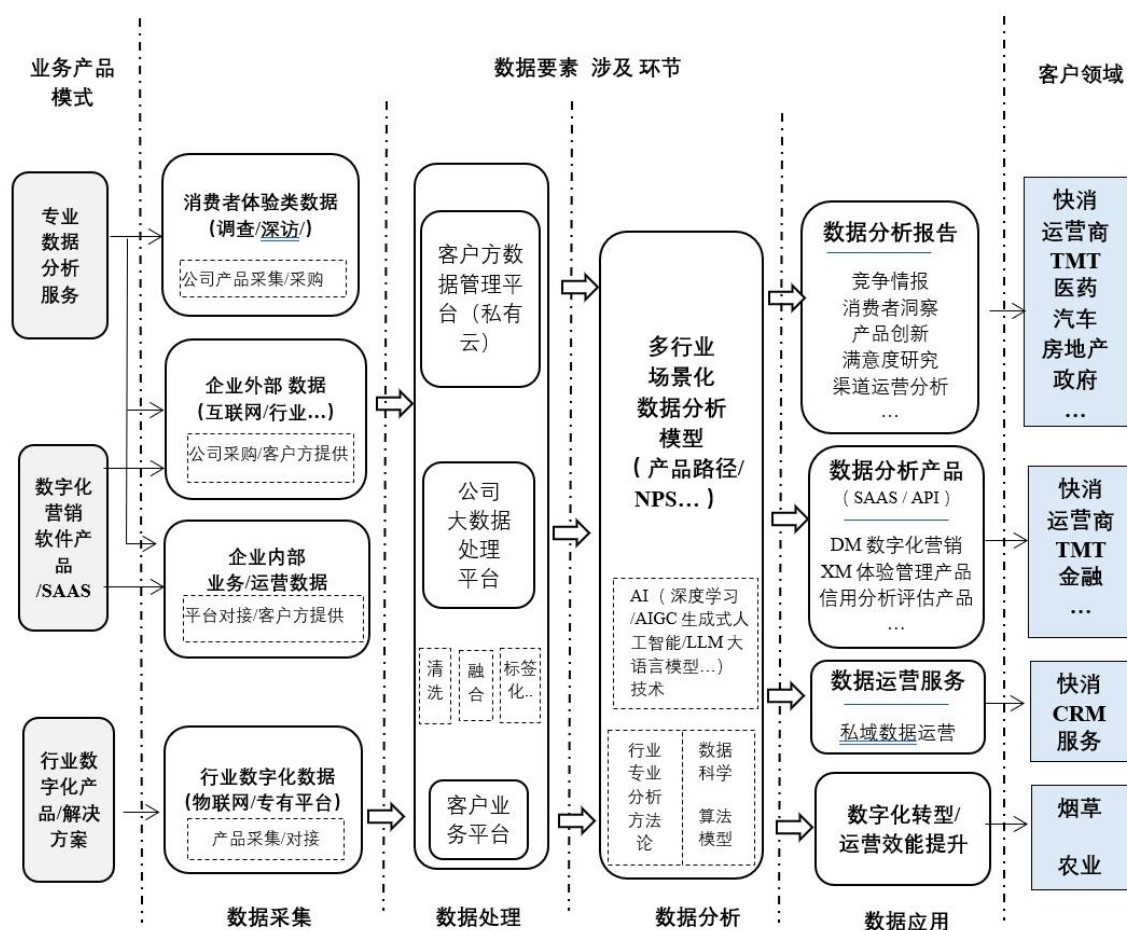 业务产品
模式
数据要素 涉及 环节
客户领域
专业
数据
分析
服务
数字化
营销
软件产
品
/SAAS
行业数
字化产
品/解决
方案
消费者体验类数据
(调查/深访/)
公司产品采集/采购
企业外部 数据
(互联网/行业…)
公司采购/客户方提供
企业内部
业务/运营数据
平台对接/客户方提供
行业数字化数据
(物联网/专有平台)
产品采集/对接
数据采集
客户方数
据管理平
台（私有
云）
公司
大数据
处理
平台
清
洗
融
合
标签
化..
客户业
务平台
数据处理
多行业
场景化
数据分析
模型
（产品路径/
NPS…）
AI（深度学习
/AIGC 生成式人
工智能/LLM 大
语言模型…）
技术
行业
专业
分析
方法
论
数据
科学
算法
模型
数据分析
数据分析报告
竞争情报
消费者洞察
产品创新
满意度研究
渠道运营分析
…
数据分析产品
（SAAS / API）
DM 数字化营销
XM 体验管理产品
信用分析评估产品
…
数据运营服务
私域数据运营
数字化转型/
运营效能提升
数据应用
快消
运营商
TMT
医药
汽车
房地产
政府
…
快消
运营商
TMT
金融
…
快消
CRM
服务
烟草
农业